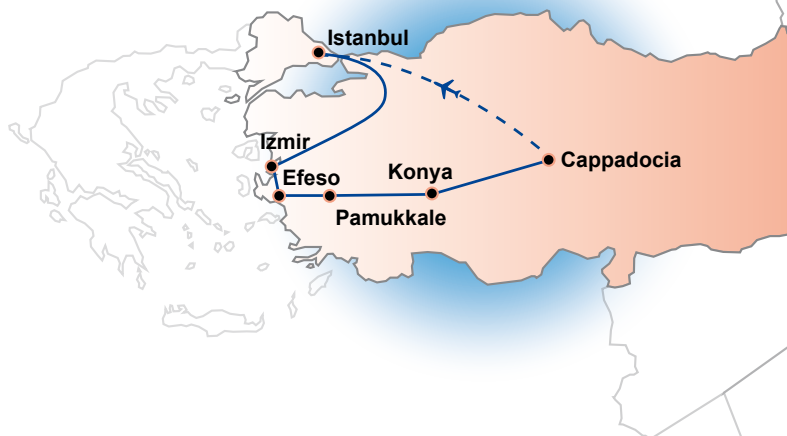 Istanbul
Izmir
Efeso
Konya
Cappadocia
Pamukkale